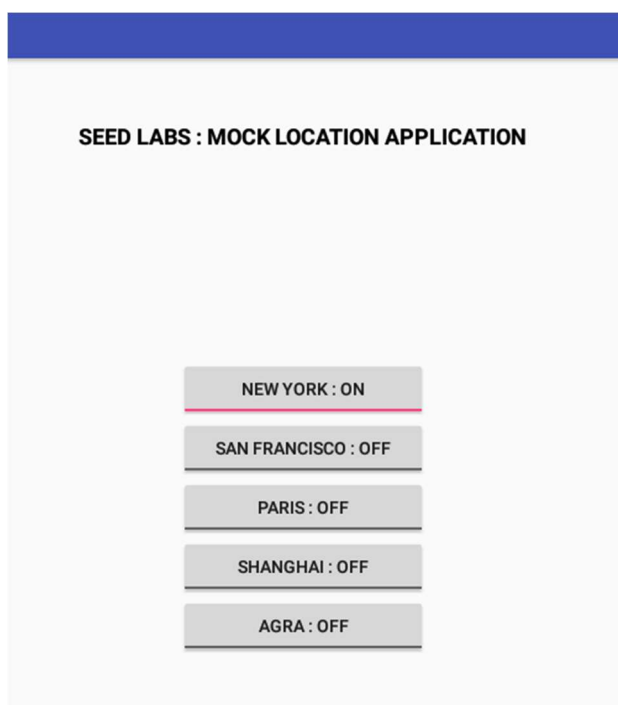 SEED LABS : MOCK LOCATION APPLICATION
NEW YORK : ON
SAN FRANCISCO : OFF
PARIS : OFF
SHANGHAI : OFF
AGRA : OFF